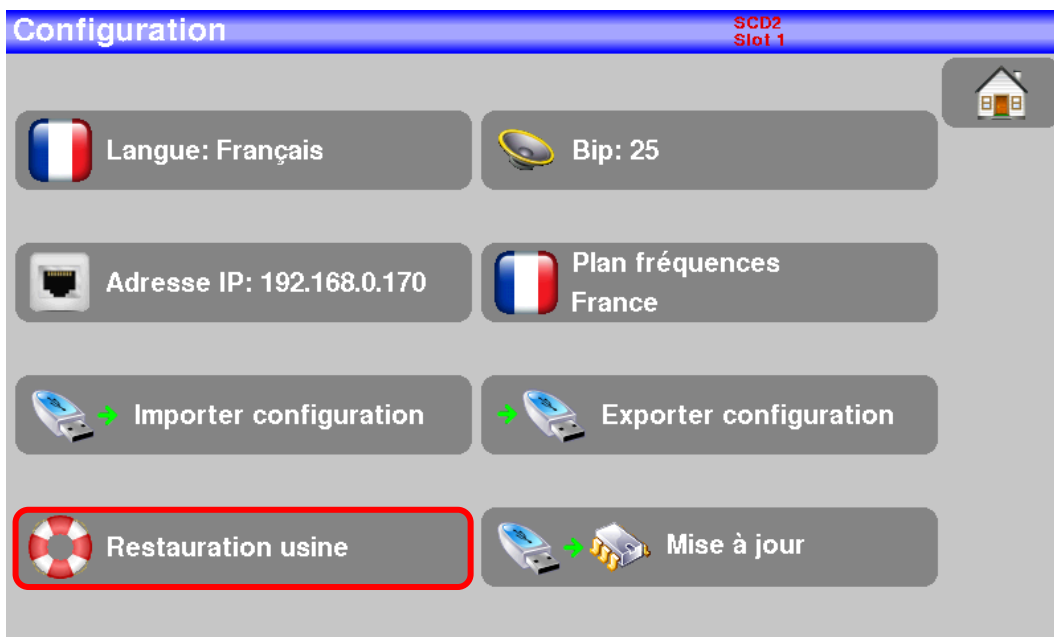 Configuration
SCD2
Slot 1
Langue: Français
Bip: 25
Adresse IP: 192.168.0.170
Plan fréquences
France
Importer configuration
Exporter configuration
Restauration usine
Mise à jour